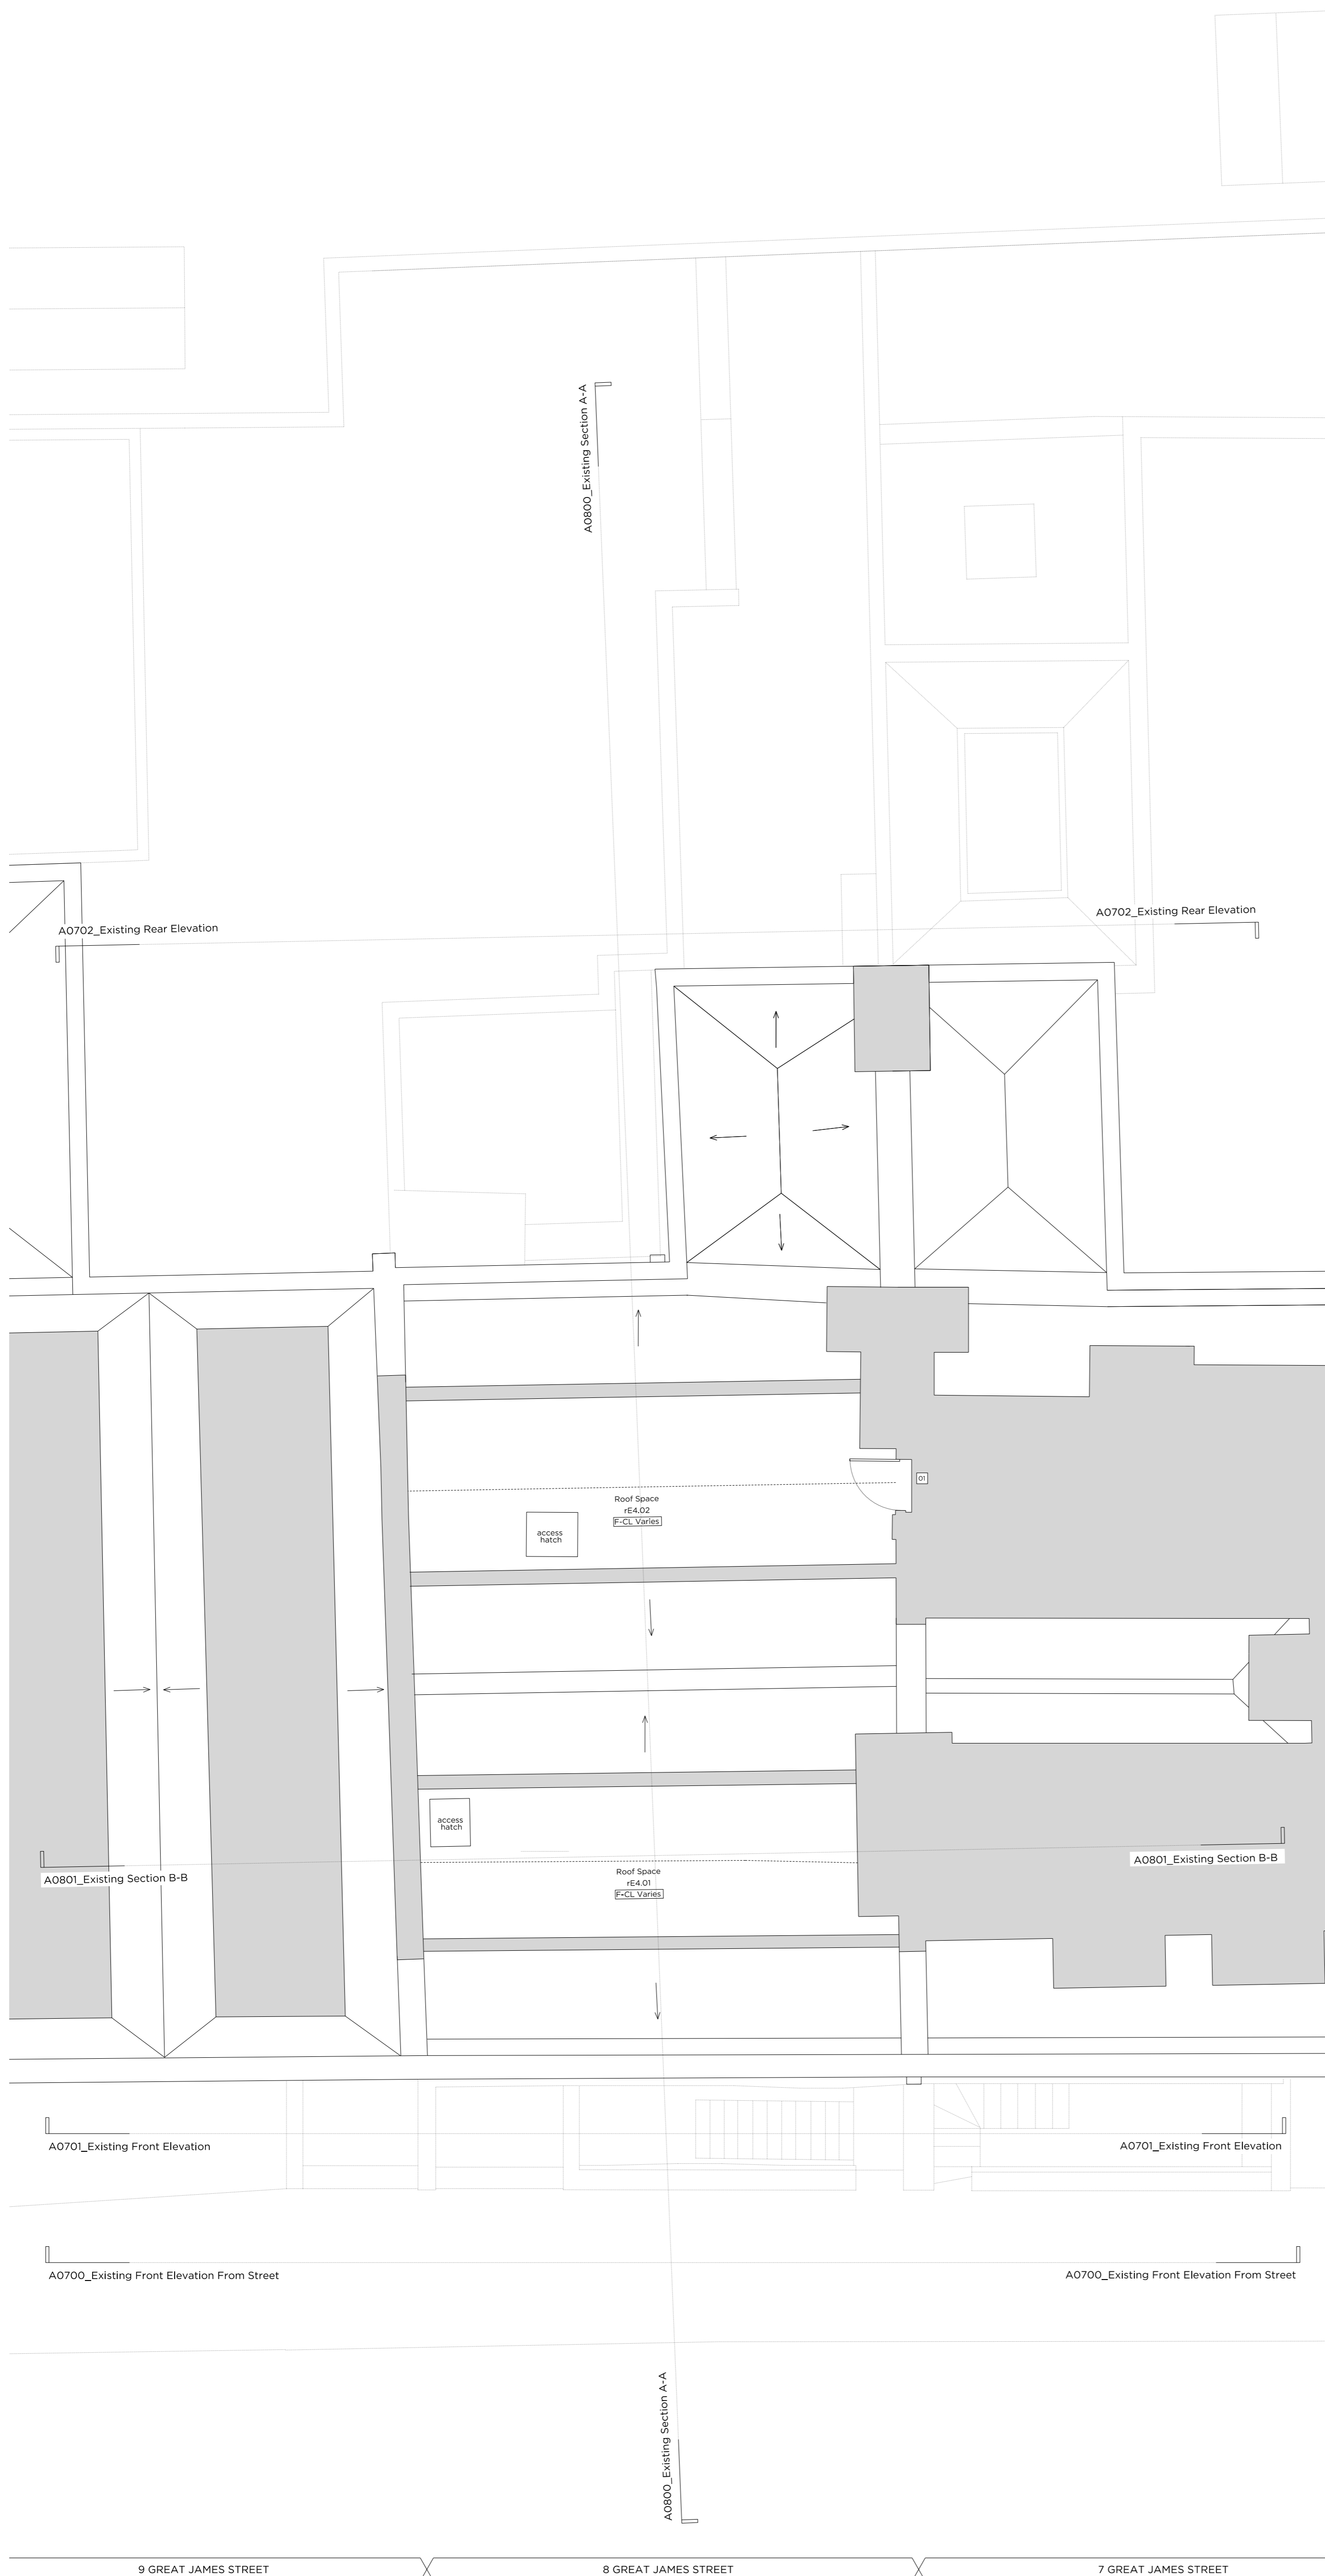 A0800_Existing Section A-A
A0702_Existing Rear Elevation
A0702_Existing Rear Elevation
01
Roof Space
rE4.02
F-CL Varies
access
hatch
access
hatch
A0801_Existing Section B-B
A0801_Existing Section B-B
Roof Space
rE4.01
F-CL Varies
A0701_Existing Front Elevation
A0701_Existing Front Elevation
A0700_Existing Front Elevation From Street
A0700_Existing Front Elevation From Street
A0800_Existing Section A-A
9 GREAT JAMES STREET
8 GREAT JAMES STREET
7 GREAT JAMES STREET